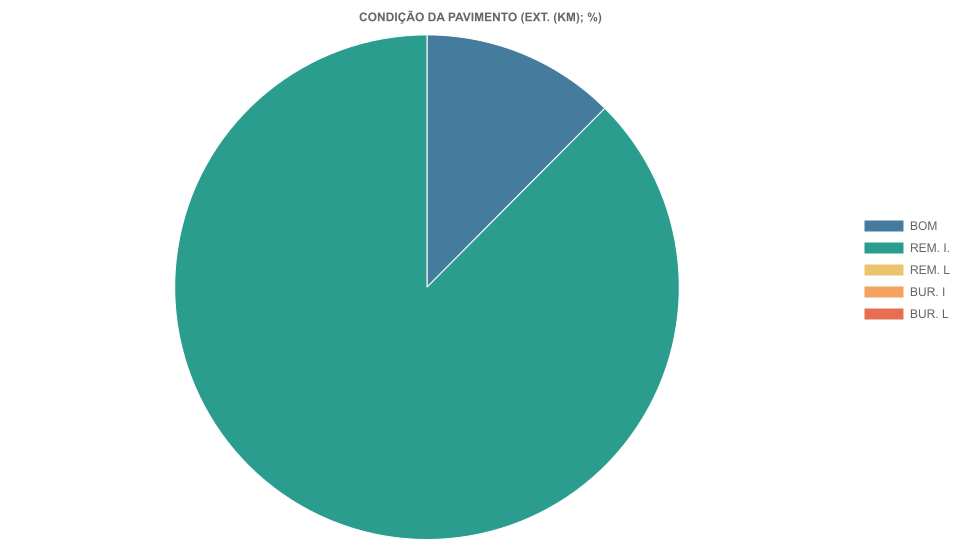 CONDIÇÃO DA PAVIMENTO (EXT. (KM); %)
BOM
REM. I.
REM. L
BUR. I
BUR. L